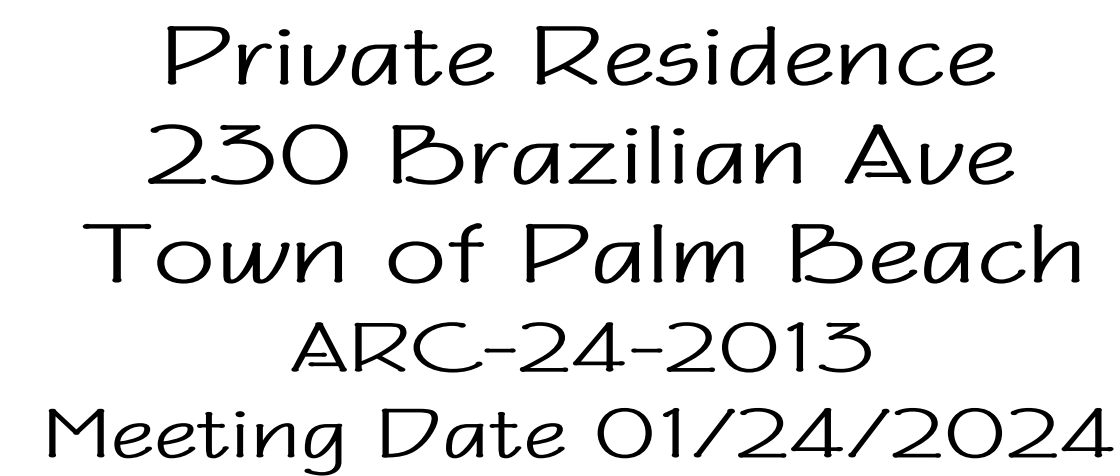 Private Residence
230 Brazilian Ave
Town of Palm Beach
ARC-24-2013
Meeting Date 01/24/2024